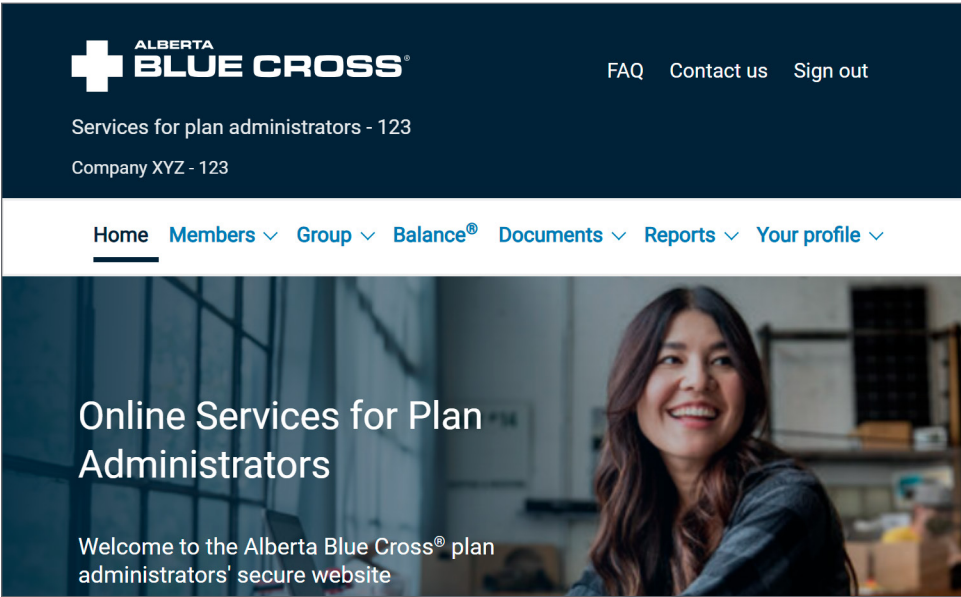 ALBERTA
BLUE CROSS®
FAQ Contact us Sign out
Services for plan administrators - 123
Company XYZ - 123
Home Members Group Balance® Documents Reports Your profile
Online Services for Plan
Administrators
Welcome to the Alberta Blue Cross® plan
administrators' secure website